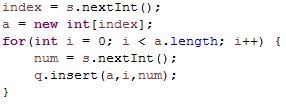 index = s.nextInt();
a = new int[index];
for(int i = 0; i < a.length; i++) {
    num = s.nextInt();
    q.insert(a,i,num);
}